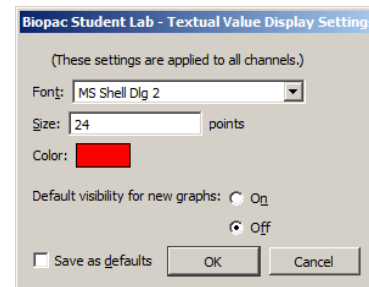 Biopac Student Lab - Textual Value Display Setting
(These settings are applied to all channels.)
Font: MS Shell Dlg 2
Size: 24 points
Color:
Default visibility for new graphs: On
Off
Save as defaults OK Cancel